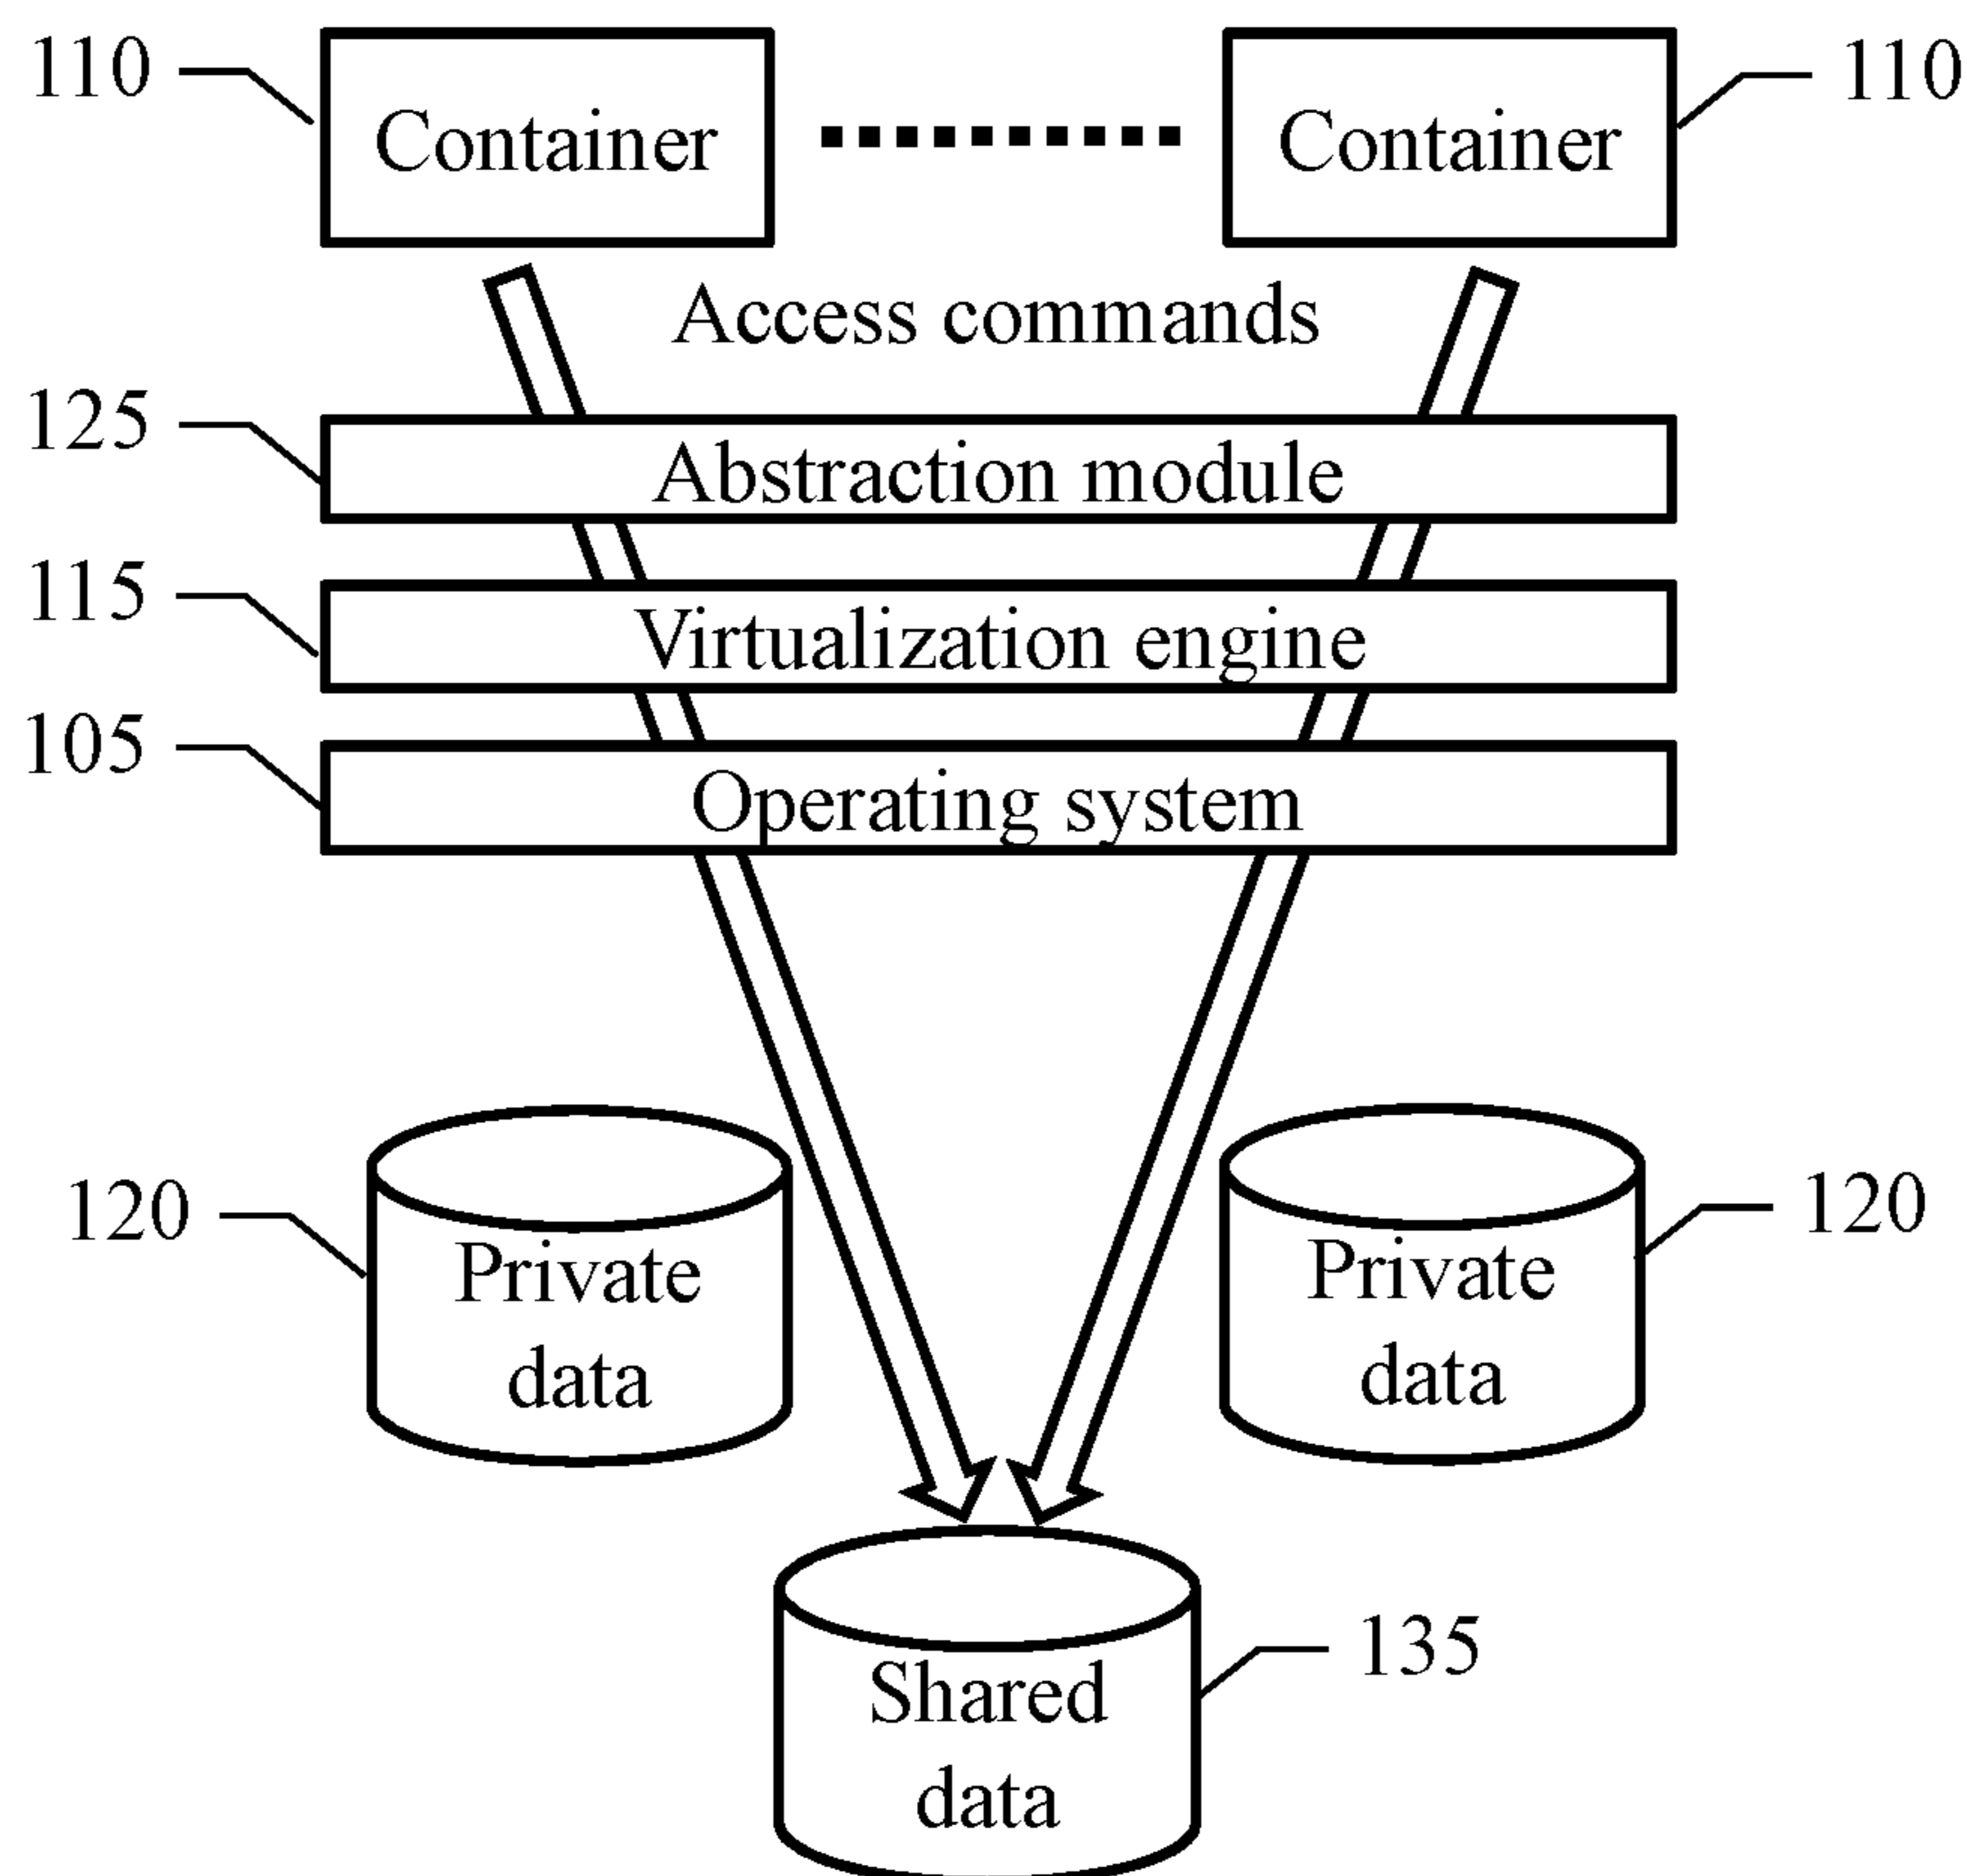 110 Container Container 110
Access commands
125 Abstraction module
115 Virtualization engine
105 Operating system
120 Private data
Private data 120
Shared data 135